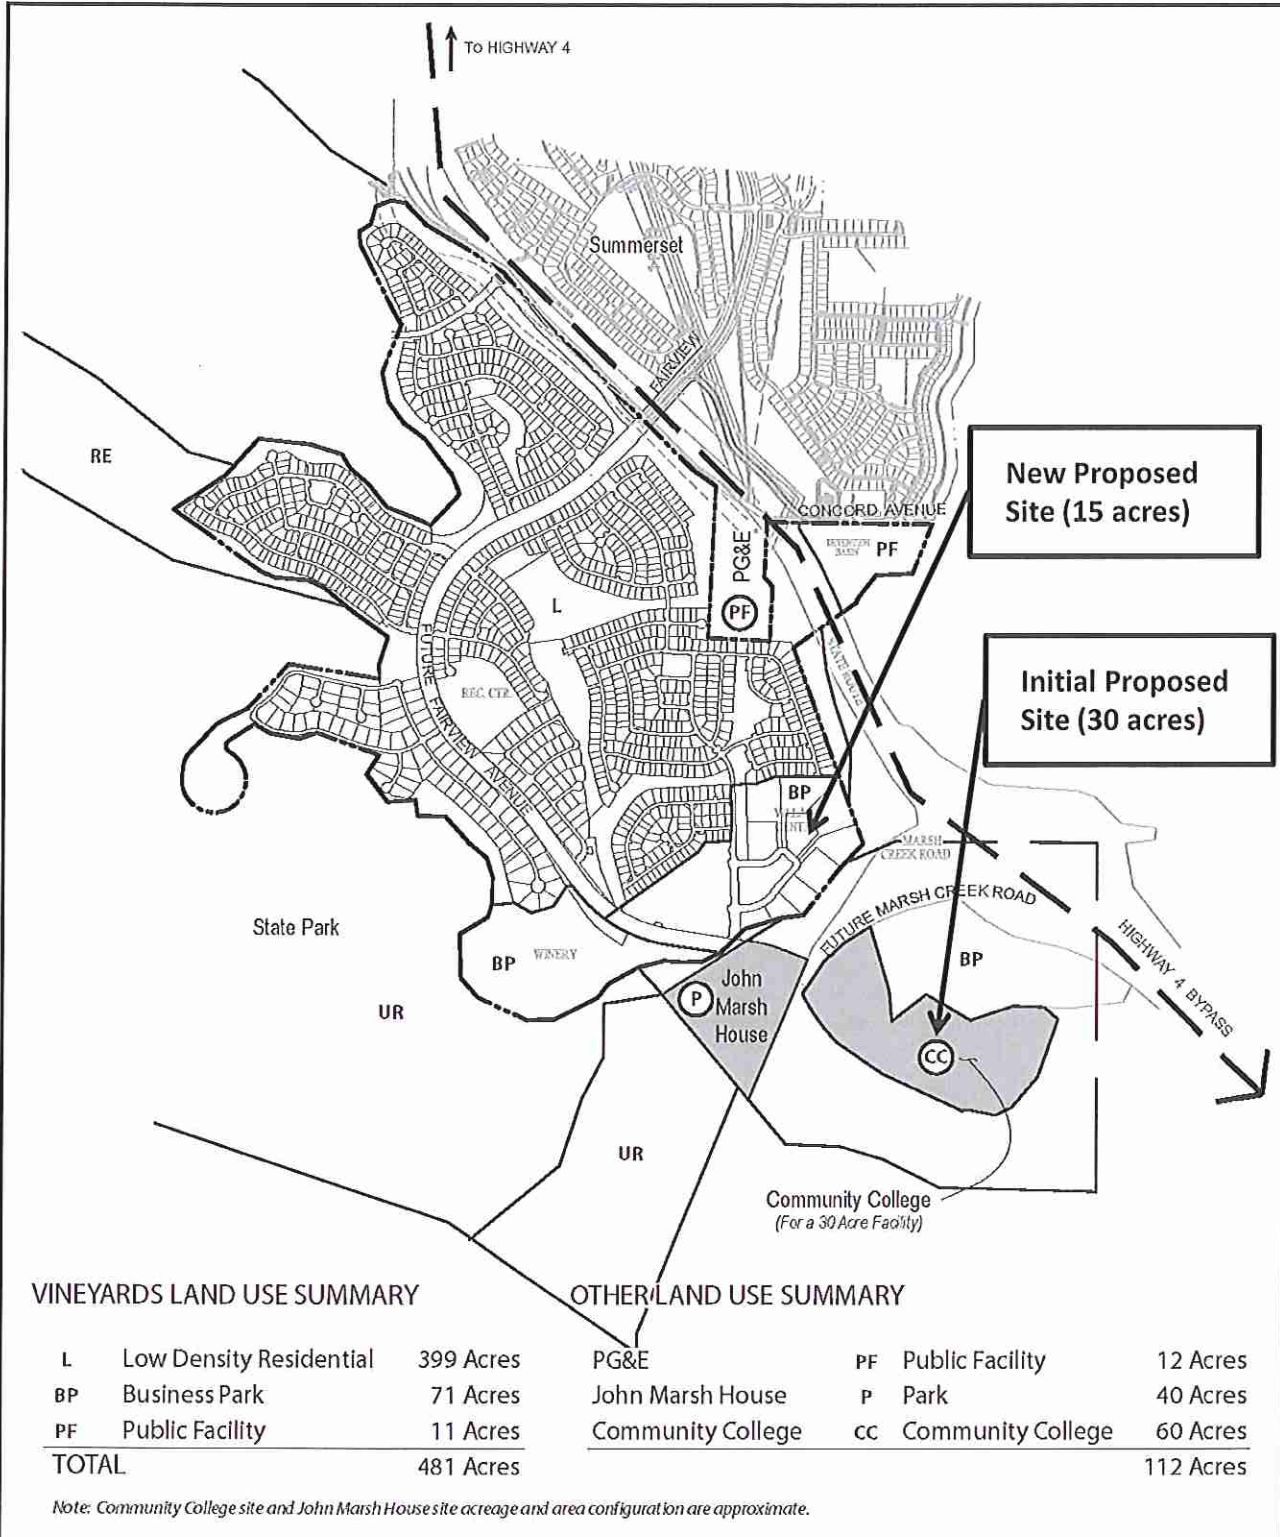 TO HIGHWAY 4
Summerset
FAIRVIEW
RE
New Proposed
Site (15 acres)
CONCORD AVENUE
BASIN
PF
PG&E
PF
L
Initial Proposed
Site (30 acres)
STATE ROUTE
FUTURE FAIRVIEW AVENUE
REC. CTR.
BP
MARSH
CREEK ROAD
FUTURE MARSH CREEK ROAD
State Park
BP
WINERY
BP
HIGHWAY 4 BYPASS
UR
P
John
Marsh
House
CC
UR
Community College
(For a 30 Acre Facility)
VINEYARDS LAND USE SUMMARY
L Low Density Residential 399 Acres
BP Business Park 71 Acres
PF Public Facility 11 Acres
TOTAL 481 Acres
OTHER LAND USE SUMMARY
PG&E PF Public Facility 12 Acres
John Marsh House P Park 40 Acres
Community College CC Community College 60 Acres
112 Acres
Note: Community College site and John Marsh House site acreage and area configuration are approximate.